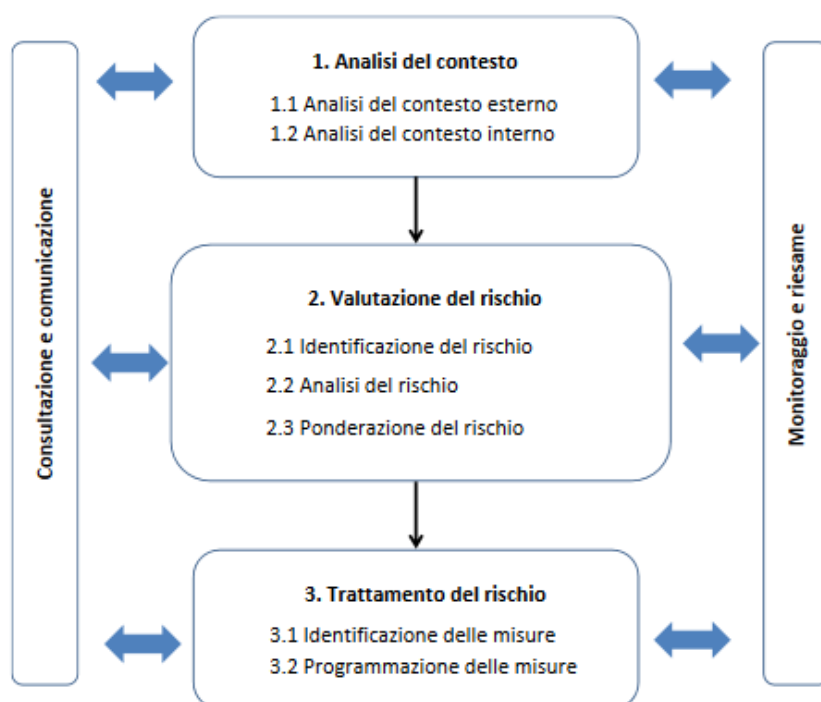 Consultazione e comunicazione
1. Analisi del contesto
1.1 Analisi del contesto esterno
1.2 Analisi del contesto interno
2. Valutazione del rischio
2.1 Identificazione del rischio
2.2 Analisi del rischio
2.3 Ponderazione del rischio
3. Trattamento del rischio
3.1 Identificazione delle misure
3.2 Programmazione delle misure
Monitoraggio e riesame